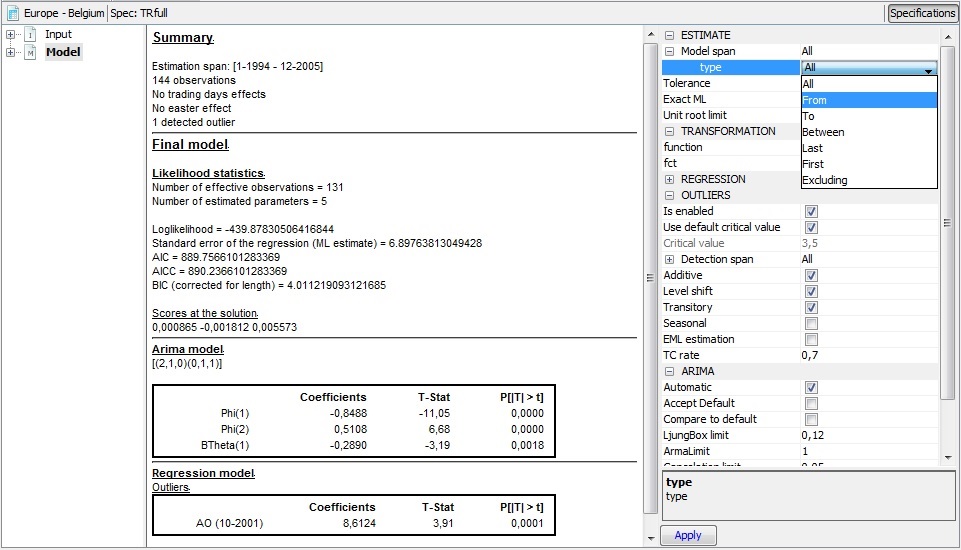 Europe - Belgium Spec: TRfull Specifications
Input
Model
Summary
Estimation span: [1-1994 - 12-2005]
144 observations
No trading days effects
No easter effect
1 detected outlier
Final model
Likelihood statistics
Number of effective observations = 131
Number of estimated parameters = 5
Loglikelihood = -439.87830506416844
Standard error of the regression (ML estimate) = 6.89763813049428
AIC = 889.7566101283369
AICC = 890.2366101283369
BIC (corrected for length) = 4.011219093121685
Scores at the solution
0,000865 -0,001812 0,005573
Arima model
[(2,1,0)(0,1,1)]
Coefficients T-Stat P[|T| > t]
Phi(1) -0,8488 -11,05 0,0000
Phi(2) 0,5108 6,68 0,0000
BTheta(1) -0,2890 -3,19 0,0018
Regression model
Outliers
Coefficients T-Stat P[|T| > t]
AO (10-2001) 8,6124 3,91 0,0001
ESTIMATE
Model span All
type All
Tolerance All
Exact ML From
Unit root limit To
TRANSFORMATION Between
function Last
fct First
REGRESSION Excluding
OUTLIERS
Is enabled
Use default critical value
Critical value 3,5
Detection span All
Additive
Level shift
Transitory
Seasonal
EML estimation
TC rate 0,7
ARIMA
Automatic
Accept Default
Compare to default
LjungBox limit 0,12
ArmaLimit 1
type
type
Apply